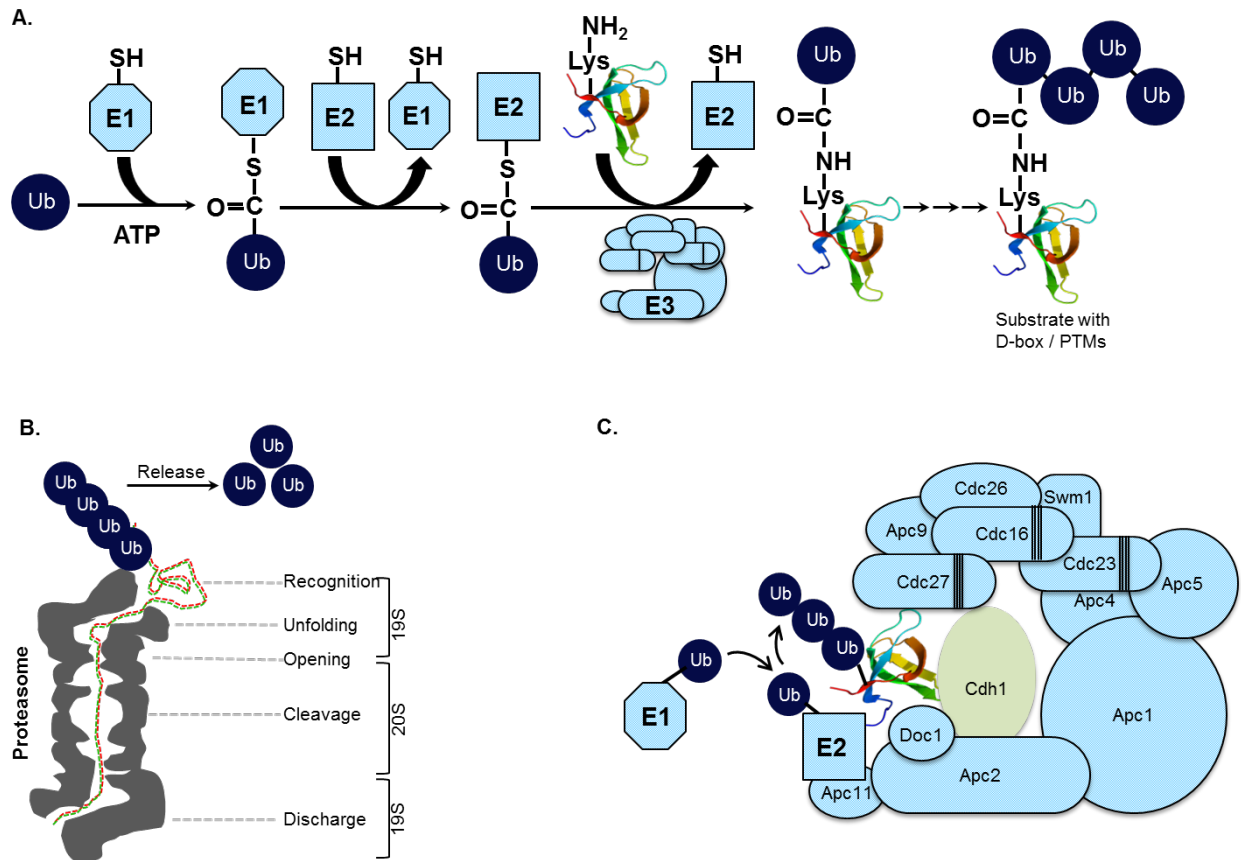 A.
SH
E1
Ub
ATP
E1
S
O=C
Ub
SH
E2
SH
E1
E2
S
O=C
Ub
NH2
Lys
SH
E2
E3
Ub
O=C
NH
Lys
Ub
Ub
Ub
Ub
O=C
NH
Lys
Substrate with
D-box / PTMs
B.
Ub
Ub
Ub
Ub
Release
Ub
Ub
Ub
Proteasome
Recognition
Unfolding
Opening
Cleavage
Discharge
19S
20S
19S
C.
Cdc26
Swm1
Apc9
Cdc16
Cdc27
Cdc23
Apc5
Apc4
Ub
Ub
Ub
Ub
Ub
E1
E2
Cdh1
Doc1
Apc1
Apc2
Apc11